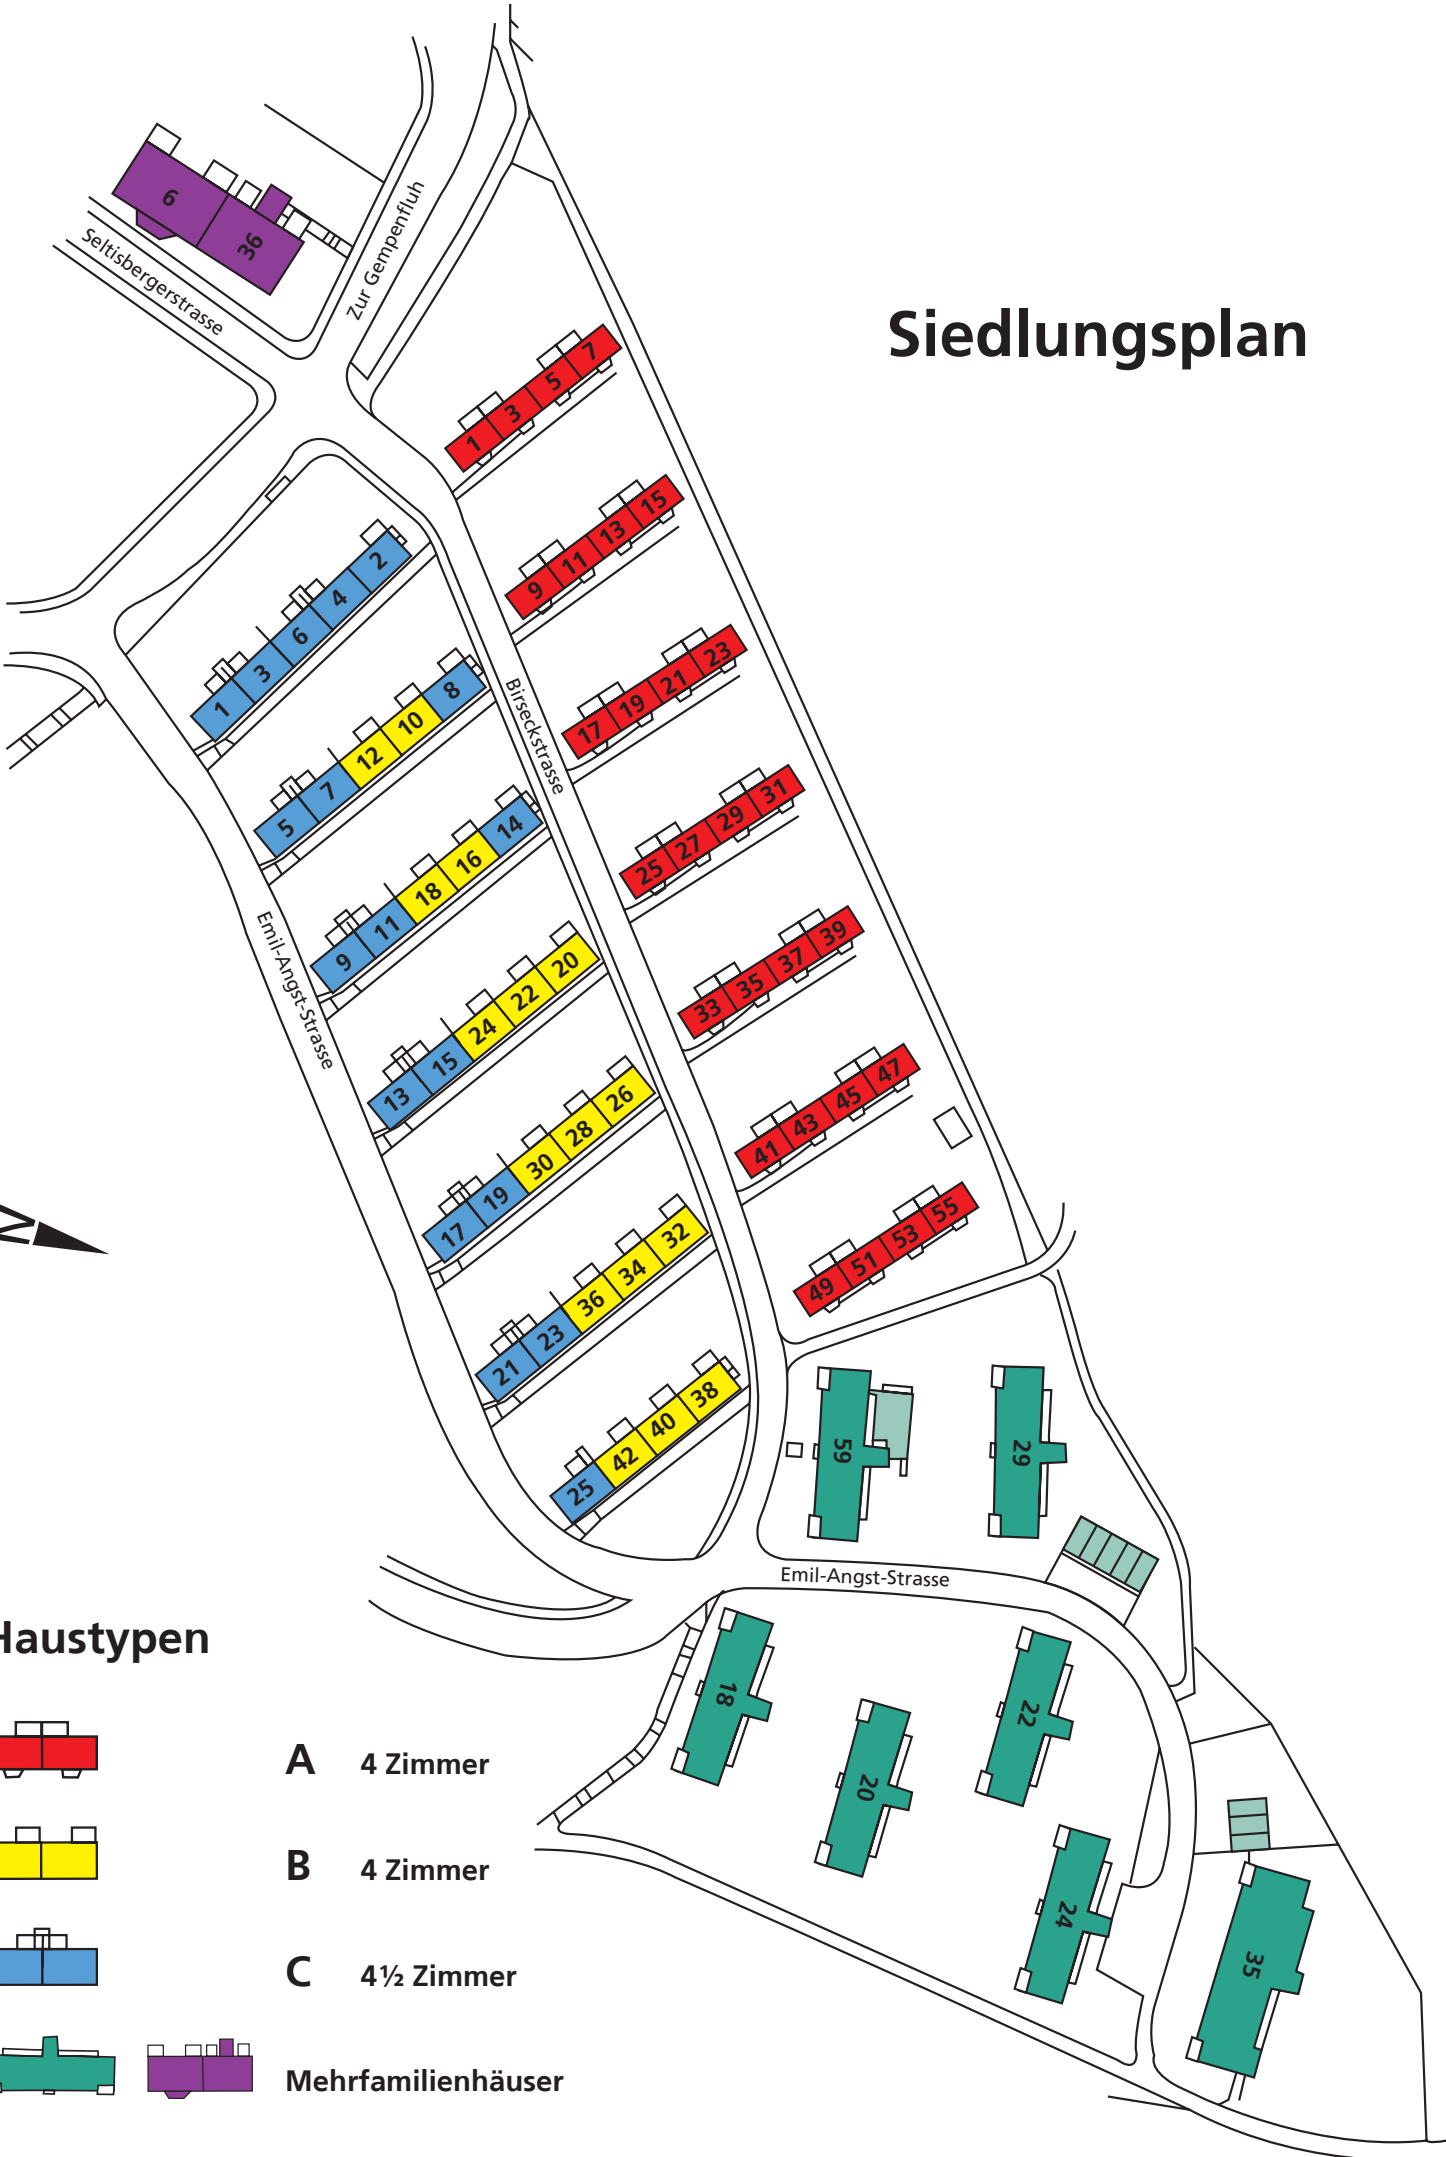 6
36
Seltisbergerstrasse
Zur Gempenfluh
Siedlungsplan
1 3 5 7
9 11 13 15
17 19 21 23
25 27 29 31
33 35 37 39
41 43 45 47
49 51 53 55
Birseckstrasse
1 3 6 4 2
5 7 12 10 8
9 11 18 16 14
13 15 24 22 20
17 19 30 28 26
21 23 36 34 32
25 42 40 38
Emil-Angst-Strasse
N
59
29
Emil-Angst-Strasse
18
20
22
24
35
Haustypen
A 4 Zimmer
B 4 Zimmer
C 4½ Zimmer
Mehrfamilienhäuser